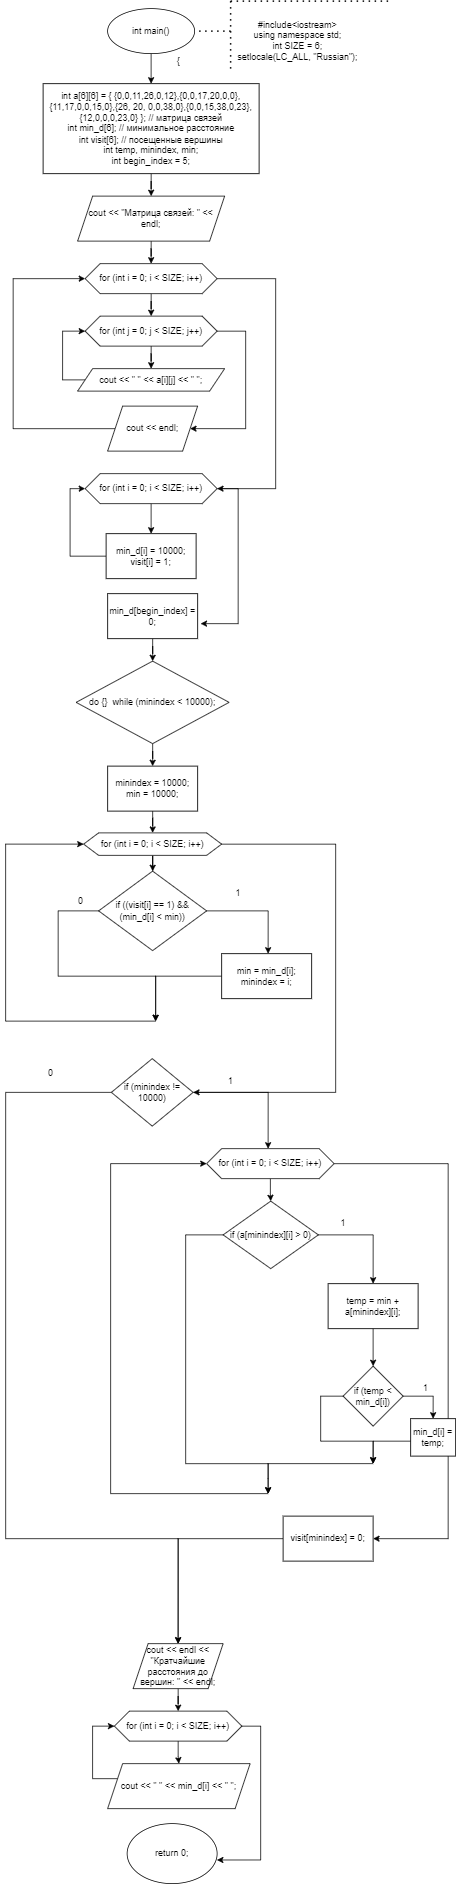 int main()
#include<iostream>
using namespace std;
int SIZE = 6;
setlocale(LC_ALL, "Russian");
{
int a[6][6] = { {0,0,11,26,0,12},{0,0,17,20,0,0},
{11,17,0,0,15,0},{26, 20, 0,0,38,0},{0,0,15,38,0,23},
{12,0,0,0,23,0} }; // матрица связей
int min_d[6]; // минимальное расстояние
int visit[6]; // посещенные вершины
int temp, minindex, min;
int begin_index = 5;
cout << "Матрица связей: " <<
endl;
for (int i = 0; i < SIZE; i++)
for (int j = 0; j < SIZE; j++)
cout << " " << a[i][j] << " ";
cout << endl;
for (int i = 0; i < SIZE; i++)
min_d[i] = 10000;
visit[i] = 1;
min_d[begin_index] =
0;
do {} while (minindex < 10000);
minindex = 10000;
min = 10000;
for (int i = 0; i < SIZE; i++)
0
1
if ((visit[i] == 1) &&
(min_d[i] < min))
min = min_d[i];
minindex = i;
0
1
if (minindex !=
10000)
for (int i = 0; i < SIZE; i++)
1
if (a[minindex][i] > 0)
temp = min +
a[minindex][i];
1
if (temp <
min_d[i])
min_d[i] =
temp;
visit[minindex] = 0;
cout << endl <<
"Кратчайшие
расстояния до
вершин: " << endl;
for (int i = 0; i < SIZE; i++)
cout << " " << min_d[i] << " ";
return 0;